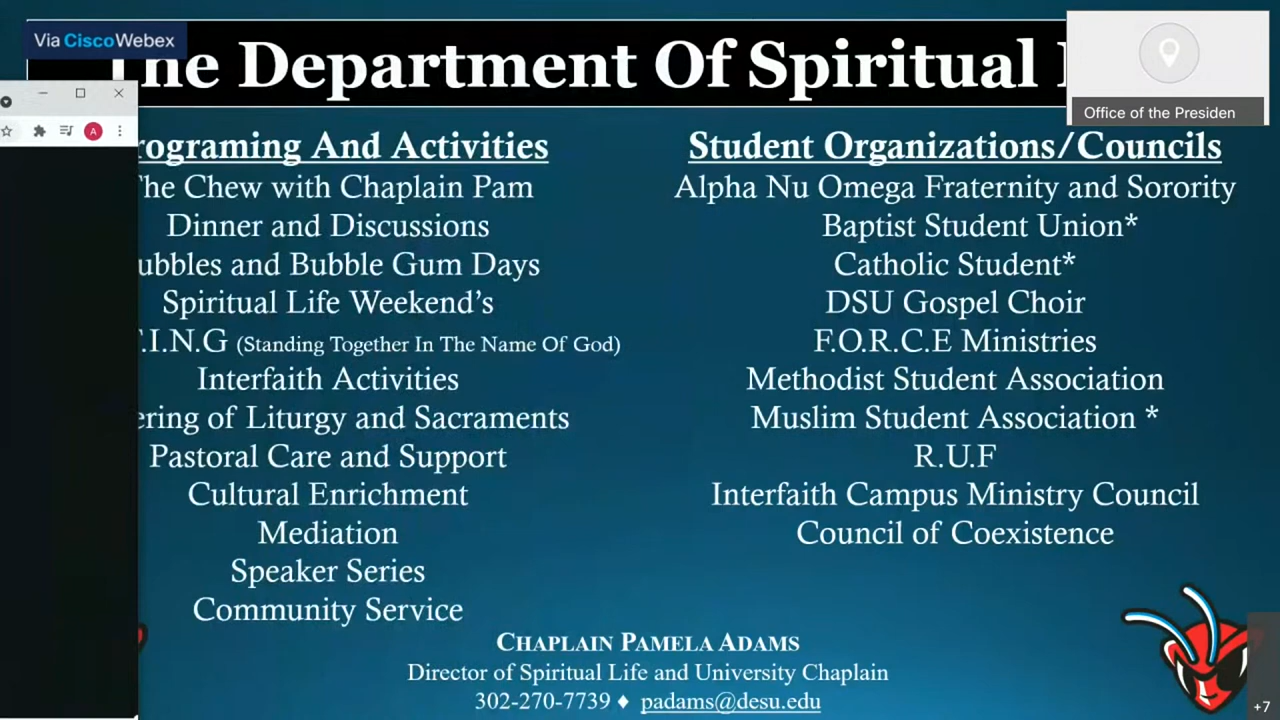 Via Cisco Webex
The Department Of Spiritual
Office of the Presiden
A
rograming And Activities
The Chew with Chaplain Pam
Dinner and Discussions
ubbles and Bubble Gum Days
Spiritual Life Weekend’s
.I.N.G (Standing Together In The Name Of God)
Interfaith Activities
ering of Liturgy and Sacraments
Pastoral Care and Support
Cultural Enrichment
Mediation
Speaker Series
Community Service
Student Organizations/Councils
Alpha Nu Omega Fraternity and Sorority
Baptist Student Union*
Catholic Student*
DSU Gospel Choir
F.O.R.C.E Ministries
Methodist Student Association
Muslim Student Association *
R.U.F
Interfaith Campus Ministry Council
Council of Coexistence
CHAPLAIN PAMELA ADAMS
Director of Spiritual Life and University Chaplain
302-270-7739 ♦ padams@desu.edu
+7